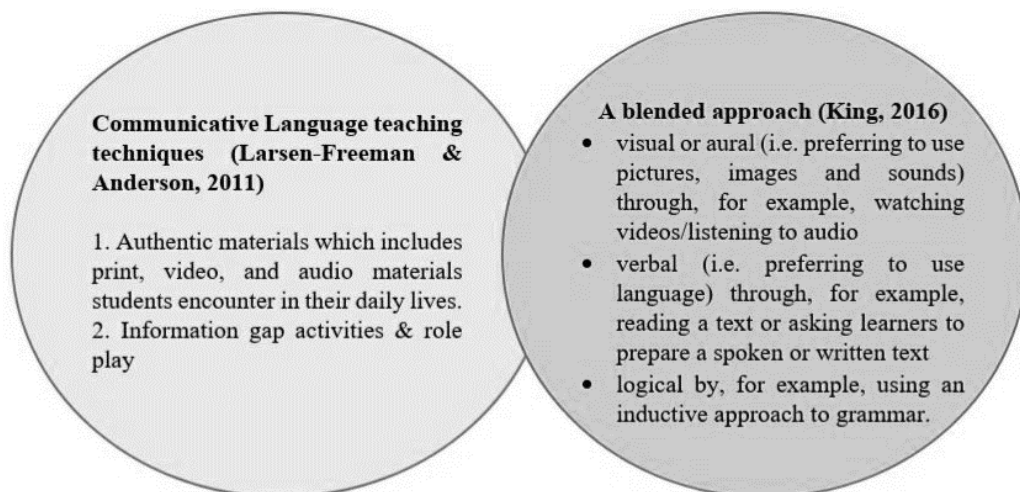 Communicative Language teaching
techniques (Larsen-Freeman &
Anderson, 2011)
1. Authentic materials which includes
print, video, and audio materials
students encounter in their daily lives.
2. Information gap activities & role
play
A blended approach (King, 2016)
• visual or aural (i.e. preferring to use
pictures, images and sounds)
through, for example, watching
videos/listening to audio
• verbal (i.e. preferring to use
language) through, for example,
reading a text or asking learners to
prepare a spoken or written text
• logical by, for example, using an
inductive approach to grammar.